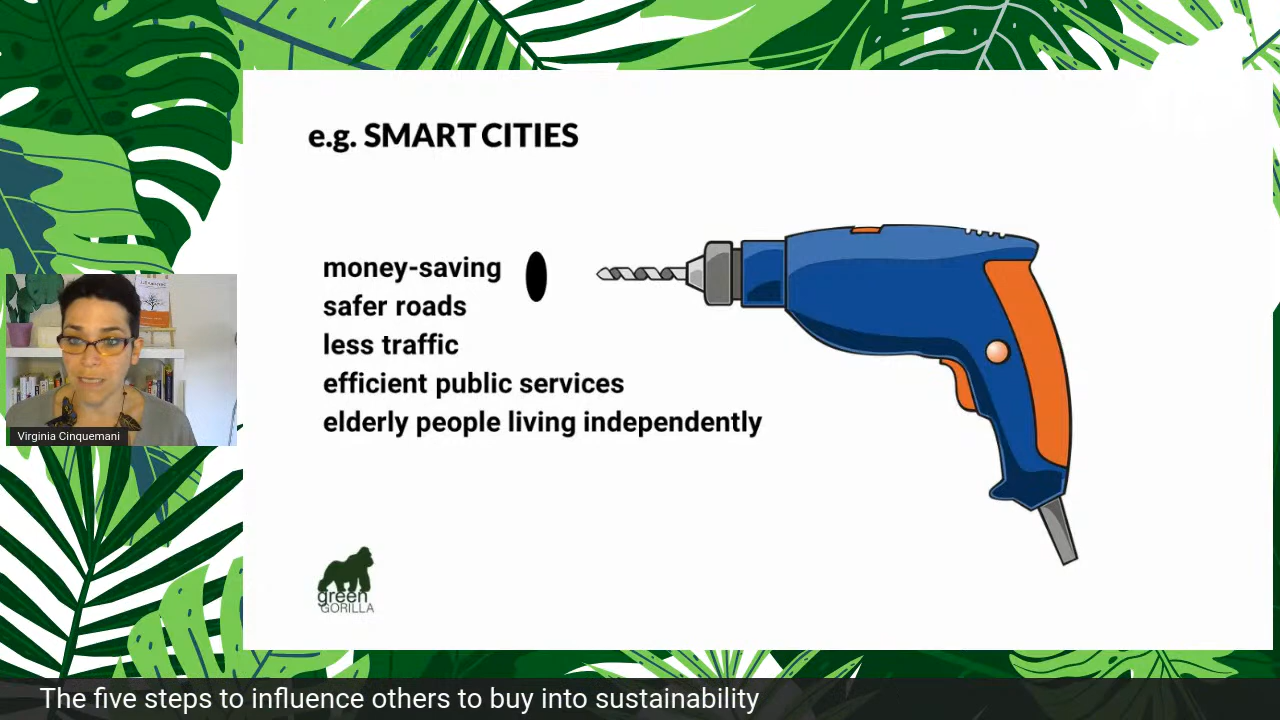 e.g. SMART CITIES
money-saving
safer roads
less traffic
efficient public services
elderly people living independently
Virginia Cinquemani
green
GORILLA
The five steps to influence others to buy into sustainability